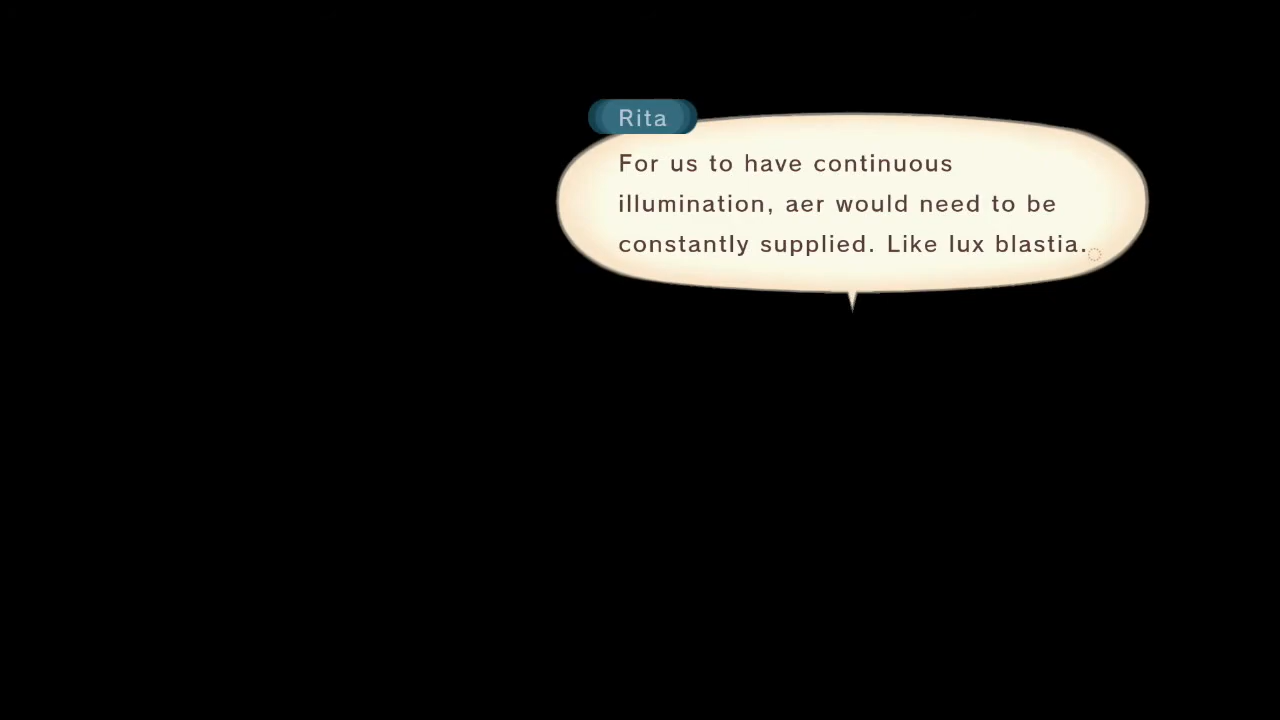 Rita
For us to have continuous
illumination, aer would need to be
constantly supplied. Like lux blastia.